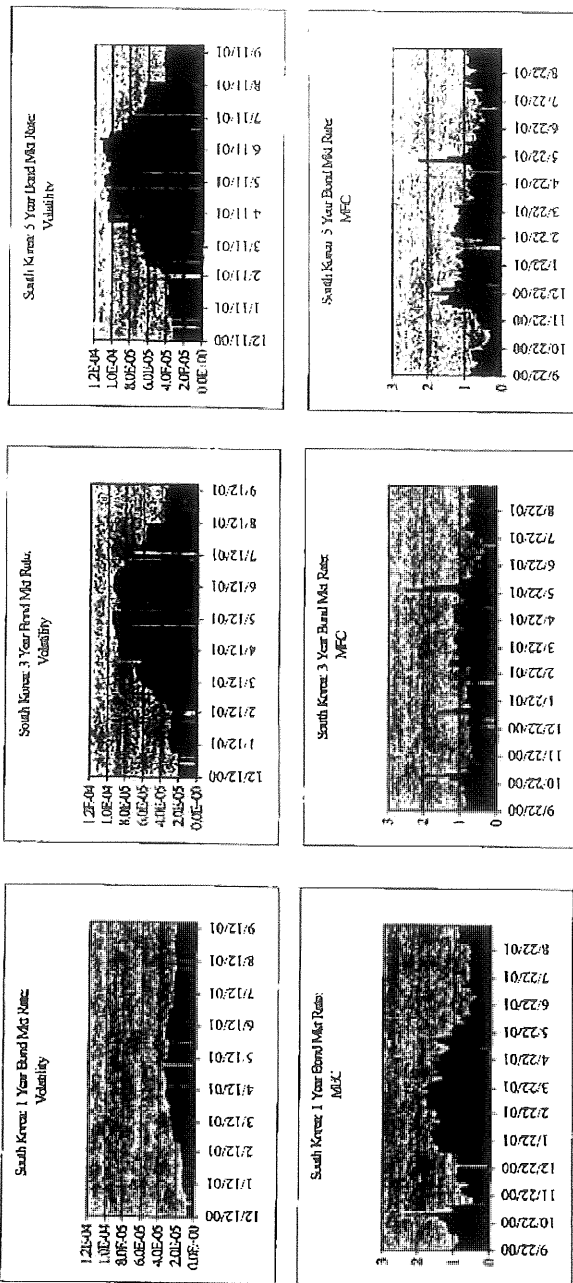 South Korea: 1 Year Bond Mkt Rate:
Volatility
1.2E-04
1.0E-04
8.0E-05
6.0E-05
4.0E-05
2.0E-05
0.0E+00
12/12/00
1/12/01
2/12/01
3/12/01
4/12/01
5/12/01
6/12/01
7/12/01
8/12/01
9/12/01
South Korea: 3 Year Bond Mkt Rate:
Volatility
1.2E-04
1.0E-04
8.0E-05
6.0E-05
4.0E-05
2.0E-05
0.0E+00
12/12/00
1/12/01
2/12/01
3/12/01
4/12/01
5/12/01
6/12/01
7/12/01
8/12/01
9/12/01
South Korea: 5 Year Bond Mkt Rate:
Volatility
1.2E-04
1.0E-04
8.0E-05
6.0E-05
4.0E-05
2.0E-05
0.0E+00
12/11/00
1/11/01
2/11/01
3/11/01
4/11/01
5/11/01
6/11/01
7/11/01
8/11/01
9/11/01
South Korea: 1 Year Bond Mkt Rate:
MFC
3
2
1
0
9/22/00
10/22/00
11/22/00
12/22/00
1/22/01
2/22/01
3/22/01
4/22/01
5/22/01
6/22/01
7/22/01
8/22/01
South Korea: 3 Year Bond Mkt Rate:
MFC
3
2
1
0
9/22/00
10/22/00
11/22/00
12/22/00
1/22/01
2/22/01
3/22/01
4/22/01
5/22/01
6/22/01
7/22/01
8/22/01
South Korea: 5 Year Bond Mkt Rate:
MFC
3
2
1
0
9/22/00
10/22/00
11/22/00
12/22/00
1/22/01
2/22/01
3/22/01
4/22/01
5/22/01
6/22/01
7/22/01
8/22/01